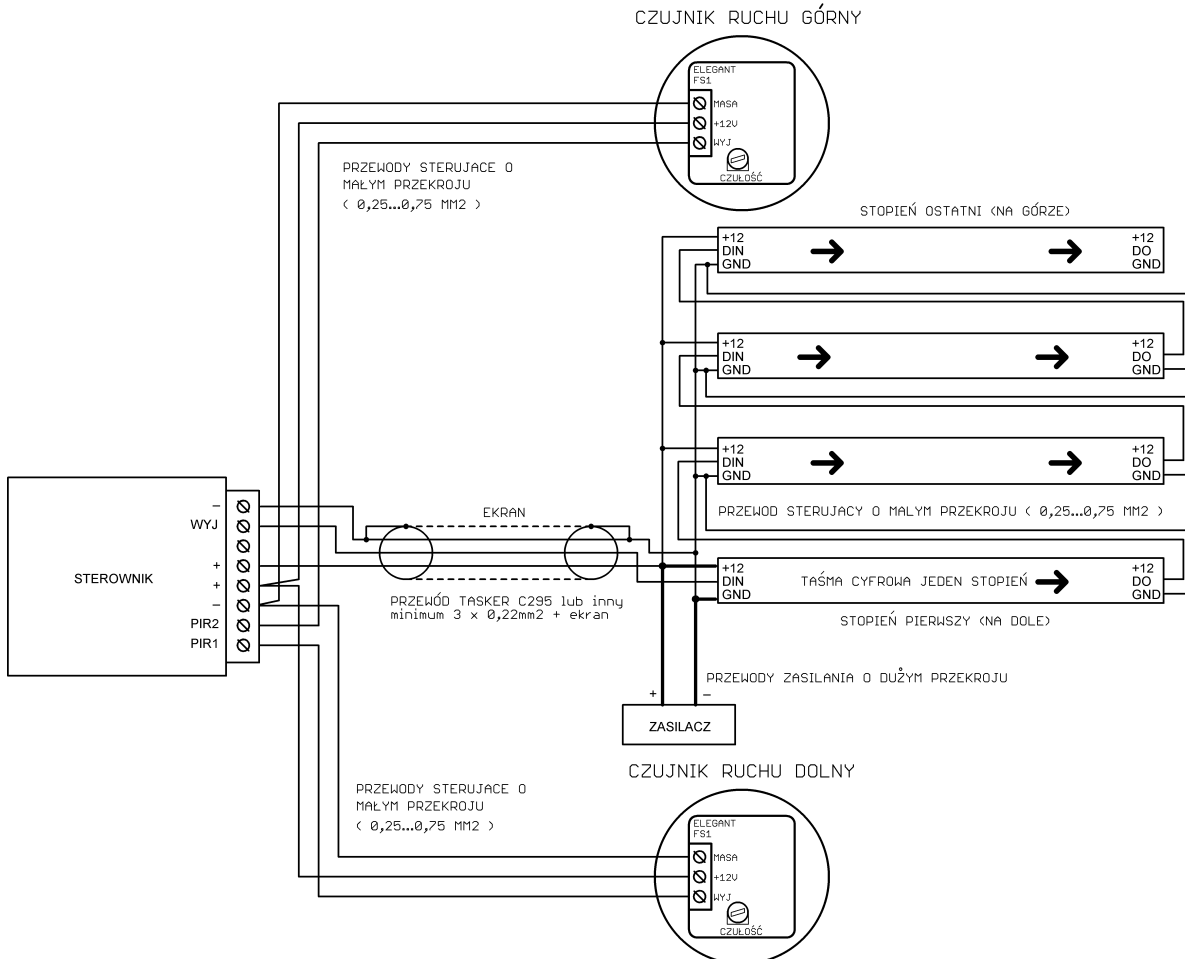 CZUJNIK RUCHU GÓRNY
ELEGANT
FS1
MASA
+12V
WYJ
CZUŁOŚĆ
PRZEWODY STERUJACE O
MAŁYM PRZEKROJU
( 0,25...0,75 MM2 )
STOPIEŃ OSTATNI (NA GÓRZE)
+12
DIN
GND
+12
DO
GND
+12
DIN
GND
+12
DO
GND
+12
DIN
GND
+12
DO
GND
PRZEWOD STERUJACY O MALYM PRZEKROJU ( 0,25...0,75 MM2 )
EKRAN
STEROWNIK
–
WYJ
+
+
–
PIR2
PIR1
PRZEWÓD TASKER C295 lub inny
minimum 3 x 0,22mm2 + ekran
+12
DIN
GND
TAŚMA CYFROWA JEDEN STOPIEŃ
+12
DO
GND
STOPIEŃ PIERWSZY (NA DOLE)
PRZEWODY ZASILANIA O DUŻYM PRZEKROJU
+ –
ZASILACZ
CZUJNIK RUCHU DOLNY
PRZEWODY STERUJACE O
MAŁYM PRZEKROJU
( 0,25...0,75 MM2 )
ELEGANT
FS1
MASA
+12V
WYJ
CZUŁOŚĆ